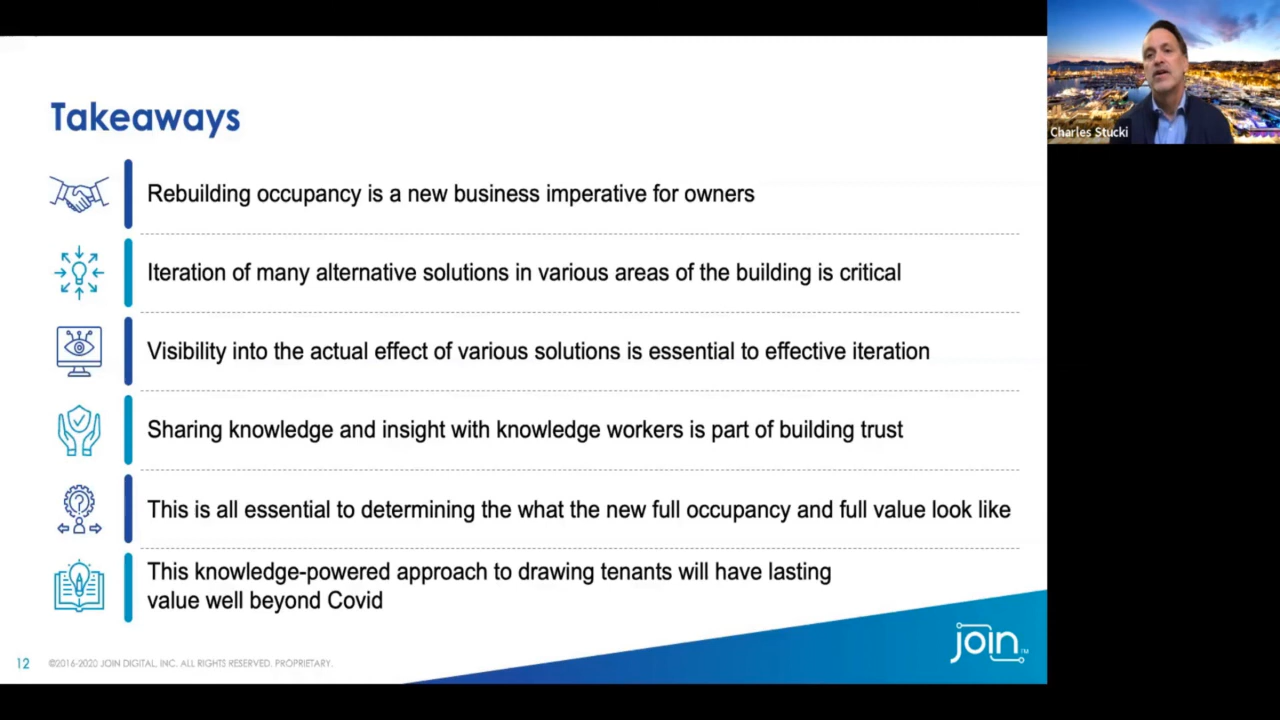 Takeaways
Rebuilding occupancy is a new business imperative for owners
Iteration of many alternative solutions in various areas of the building is critical
Visibility into the actual effect of various solutions is essential to effective iteration
Sharing knowledge and insight with knowledge workers is part of building trust
This is all essential to determining the what the new full occupancy and full value look like
This knowledge-powered approach to drawing tenants will have lasting
value well beyond Covid
12 ©2016-2020 JOIN DIGITAL, INC. ALL RIGHTS RESERVED. PROPRIETARY.
join™
Charles Stucki